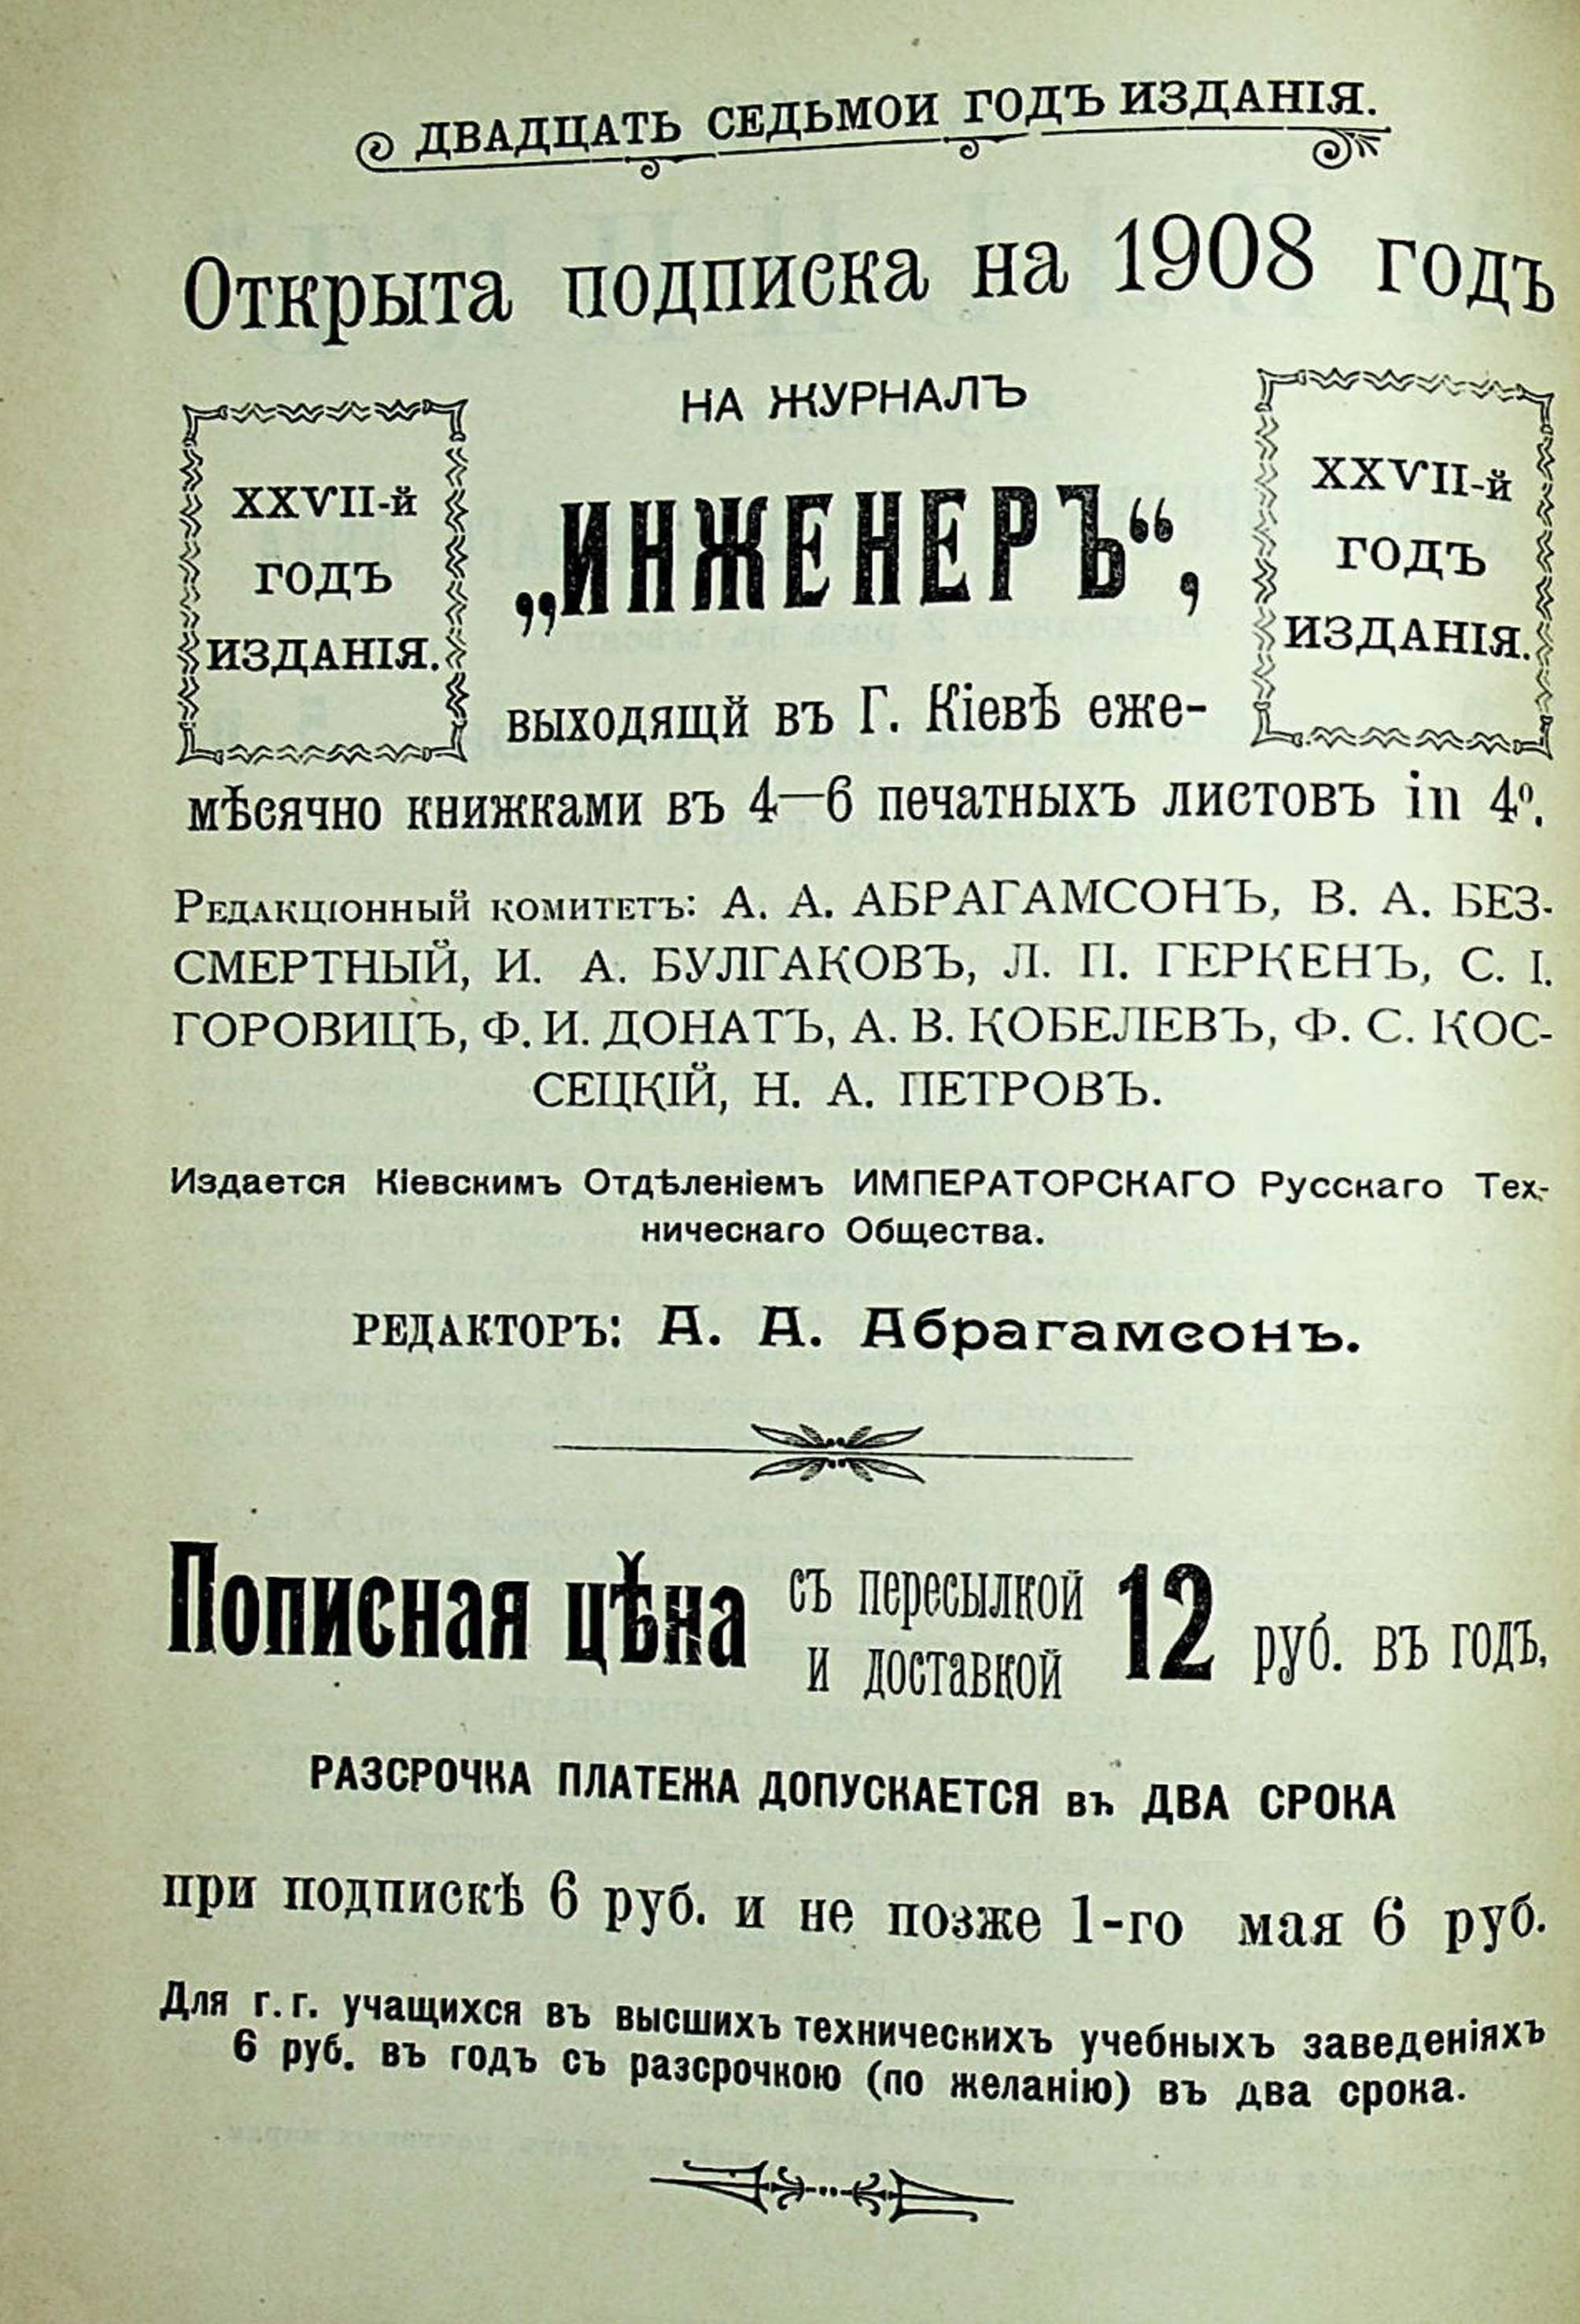 ДВАДЦАТЬ СЕДЬМОИ ГОДЪ ИЗДАНІЯ.
Открыта подписка на 1908 годъ
НА ЖУРНАЛЪ
XXVII-й
ГОДЪ
ИЗДАНІЯ.
„ИНЖЕНЕРЪ“,
XXVII-й
ГОДЪ
ИЗДАНІЯ.
выходящй въ Г. Кіевѣ еже-
мѣсячно книжками въ 4—6 печатныхъ листовъ in 4⁰.
Редакціонный комитетъ: А. А. АБРАГАМСОНЪ, В. А. БЕЗ-
СМЕРТНЫЙ, И. А. БУЛГАКОВЪ, Л. П. ГЕРКЕНЪ, С. І.
ГОРОВИЦЪ, Ф. И. ДОНАТЪ, А. В. КОБЕЛЕВЪ, Ф. С. КОС-
СЕЦКІЙ, Н. А. ПЕТРОВЪ.
Издается Кіевскимъ Отдѣленіемъ ИМПЕРАТОРСКАГО Русскаго Тех-
ническаго Общества.
РЕДАКТОРЪ: А. А. Абрагамсонъ.
Пописная цѣна съ пересылкой и доставкой 12 руб. въ годъ,
РАЗСРОЧКА ПЛАТЕЖА ДОПУСКАЕТСЯ въ ДВА СРОКА
при подпискѣ 6 руб. и не позже 1-го мая 6 руб.
Для г. г. учащихся въ высшихъ техническихъ учебныхъ заведеніяхъ
6 руб. въ годъ съ разсрочкою (по желанію) въ два срока.